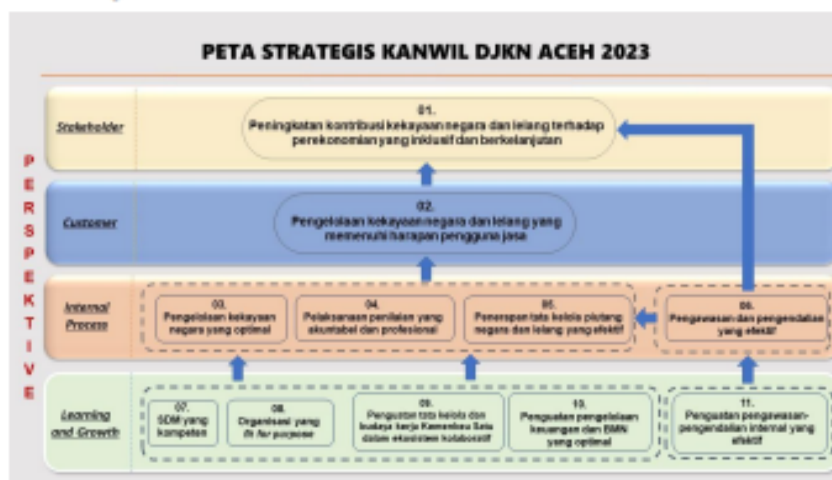 PETA STRATEGIS KANWIL DJKN ACEH 2023
PERSPEKTIVE
Stakeholder
01.
Peningkatan kontribusi kekayaan negara dan lelang terhadap
perekonomian yang inklusif dan berkelanjutan
Customer
02.
Pengelolaan kekayaan negara dan lelang yang
memenuhi harapan pengguna jasa
Internal
Process
03.
Pengelolaan kekayaan
negara yang optimal
04.
Pelaksanaan penilaian yang
akuntabel dan profesional
05.
Penerapan tata kelola piutang
negara dan lelang yang efektif
06.
Pengawasan dan pengendalian
yang efektif
Learning
and Growth
07.
SDM yang
kompeten
08.
Organisasi yang
fit for purpose
09.
Penguatan tata kelola dan
budaya kerja Kemenkeu Satu
dalam ekosistem kolaboratif
10.
Penguatan pengelolaan
keuangan dan BMN
yang optimal
11.
Penguatan pengawasan-
pengendalian internal yang
efektif